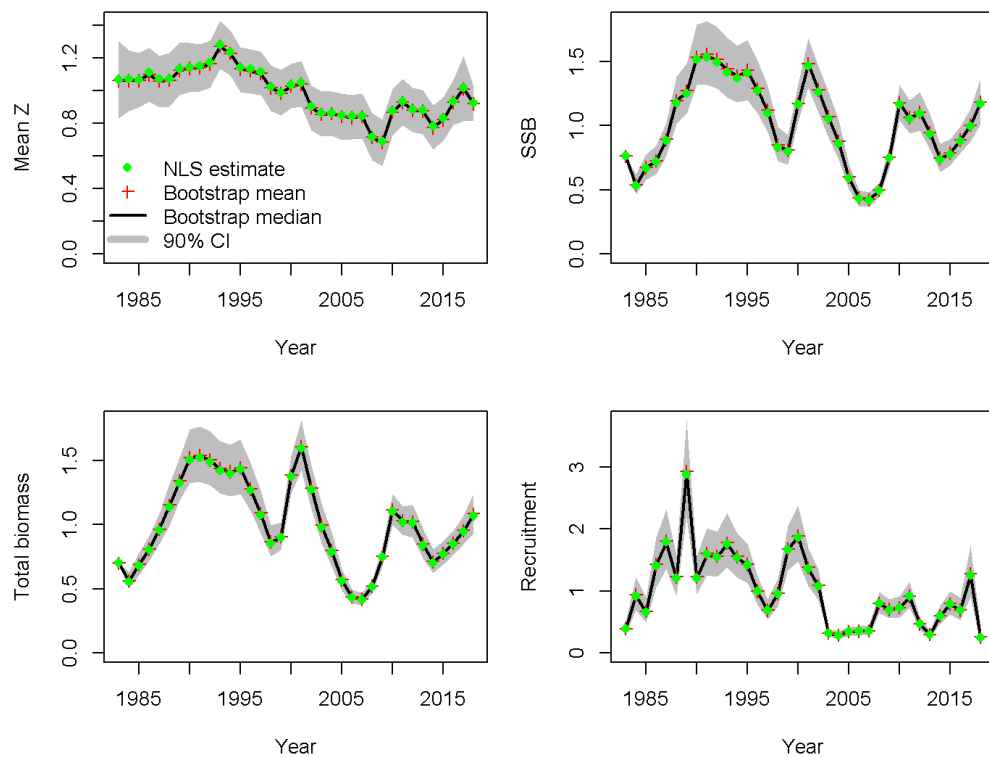 Mean Z
0.0
0.4
0.8
1.2
NLS estimate
Bootstrap mean
Bootstrap median
90% CI
1985
1995
2005
2015
Year
SSB
0.0
0.5
1.0
1.5
1985
1995
2005
2015
Year
Total biomass
0.0
0.5
1.0
1.5
1985
1995
2005
2015
Year
Recruitment
0
1
2
3
1985
1995
2005
2015
Year